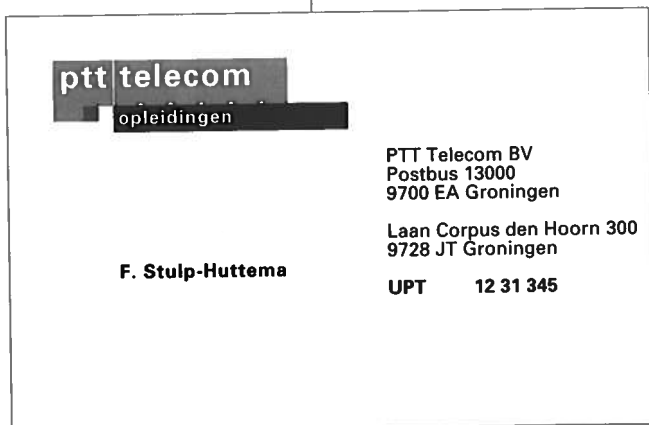 ptt telecom
opleidingen
PTT Telecom BV
Postbus 13000
9700 EA Groningen
Laan Corpus den Hoorn 300
9728 JT Groningen
F. Stulp-Huttema
UPT 12 31 345